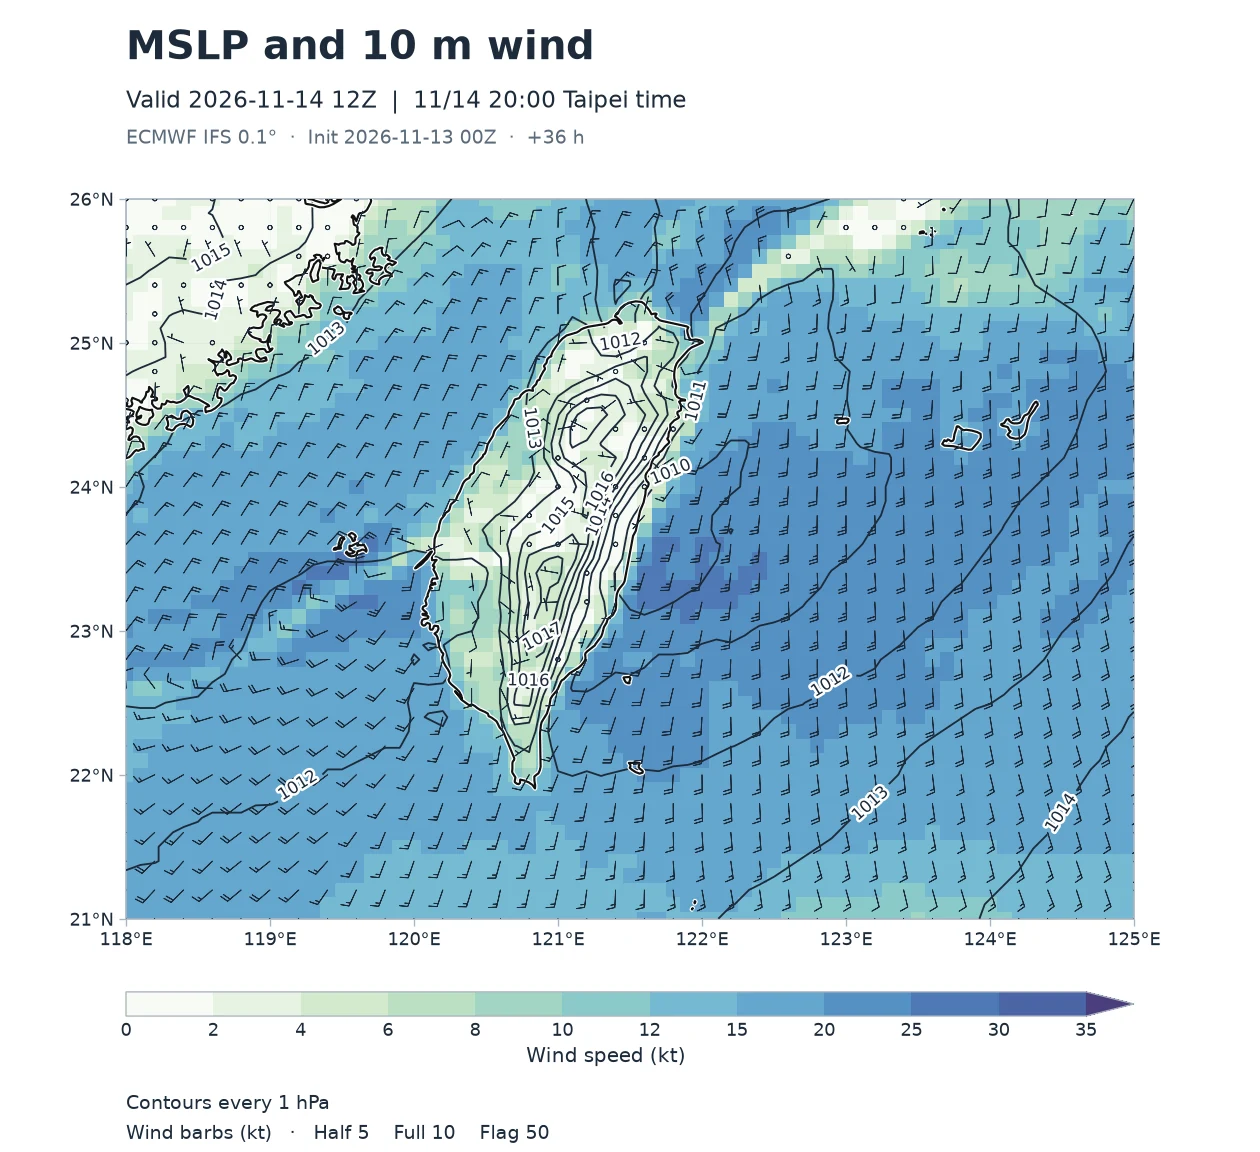 MSLP and 10 m wind
Valid 2026-11-14 12Z | 11/14 20:00 Taipei time
ECMWF IFS 0.1° · Init 2026-11-13 00Z · +36 h
26°N
25°N
24°N
23°N
22°N
21°N
1015
1014
1013
1012
1011
1013
1010
1016
1015
1014
1017
1016
1012
1012
1013
1014
118°E 119°E 120°E 121°E 122°E 123°E 124°E 125°E
0 2 4 6 8 10 12 15 20 25 30 35
Wind speed (kt)
Contours every 1 hPa
Wind barbs (kt) · Half 5 Full 10 Flag 50